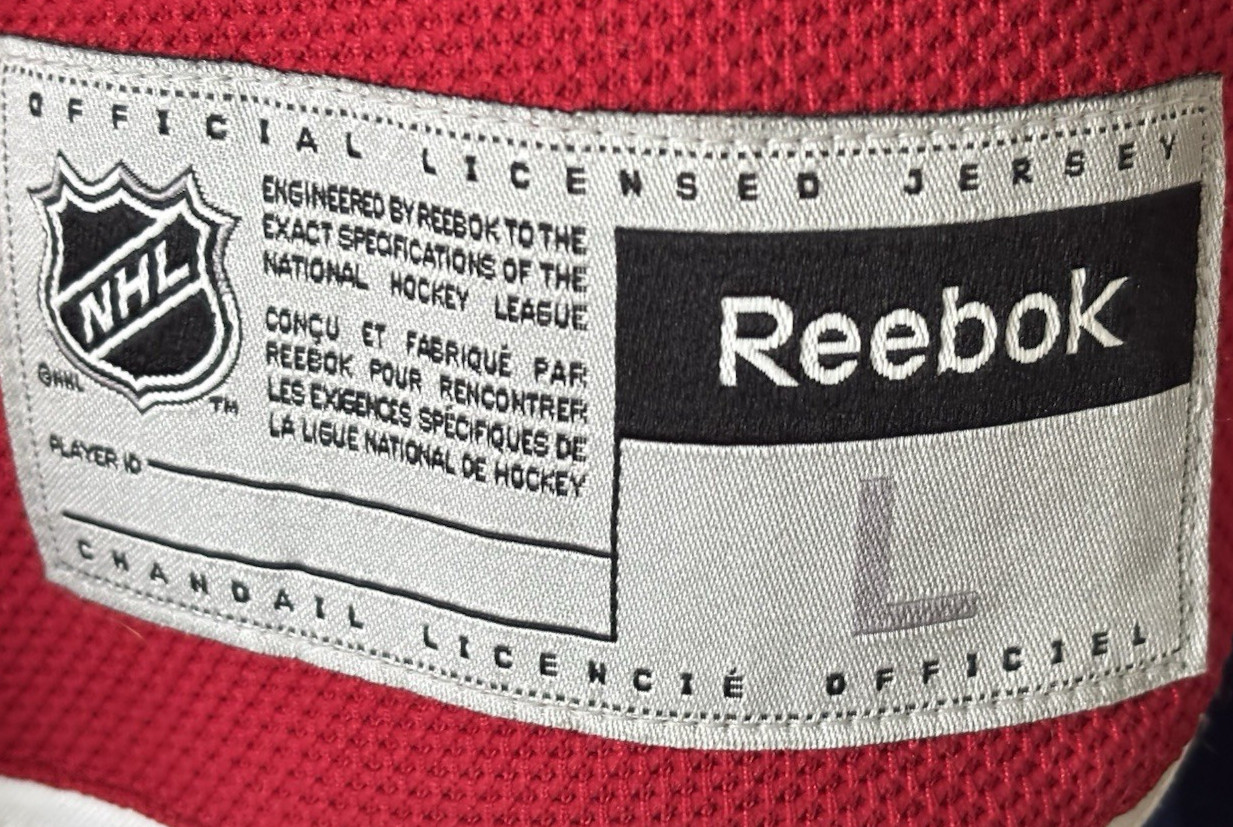 OFFICIAL LICENSED JERSEY
NHL
©NHL
TM
ENGINEERED BY REEBOK TO THE
EXACT SPECIFICATIONS OF THE
NATIONAL HOCKEY LEAGUE
CONÇU ET FABRIQUÉ PAR
REEBOK POUR RENCONTRER
LES EXIGENCES SPÉCIFIQUES DE
LA LIGUE NATIONAL DE HOCKEY
Reebok
L
PLAYER ID
CHANDAIL LICENCIÉ OFFICIEL